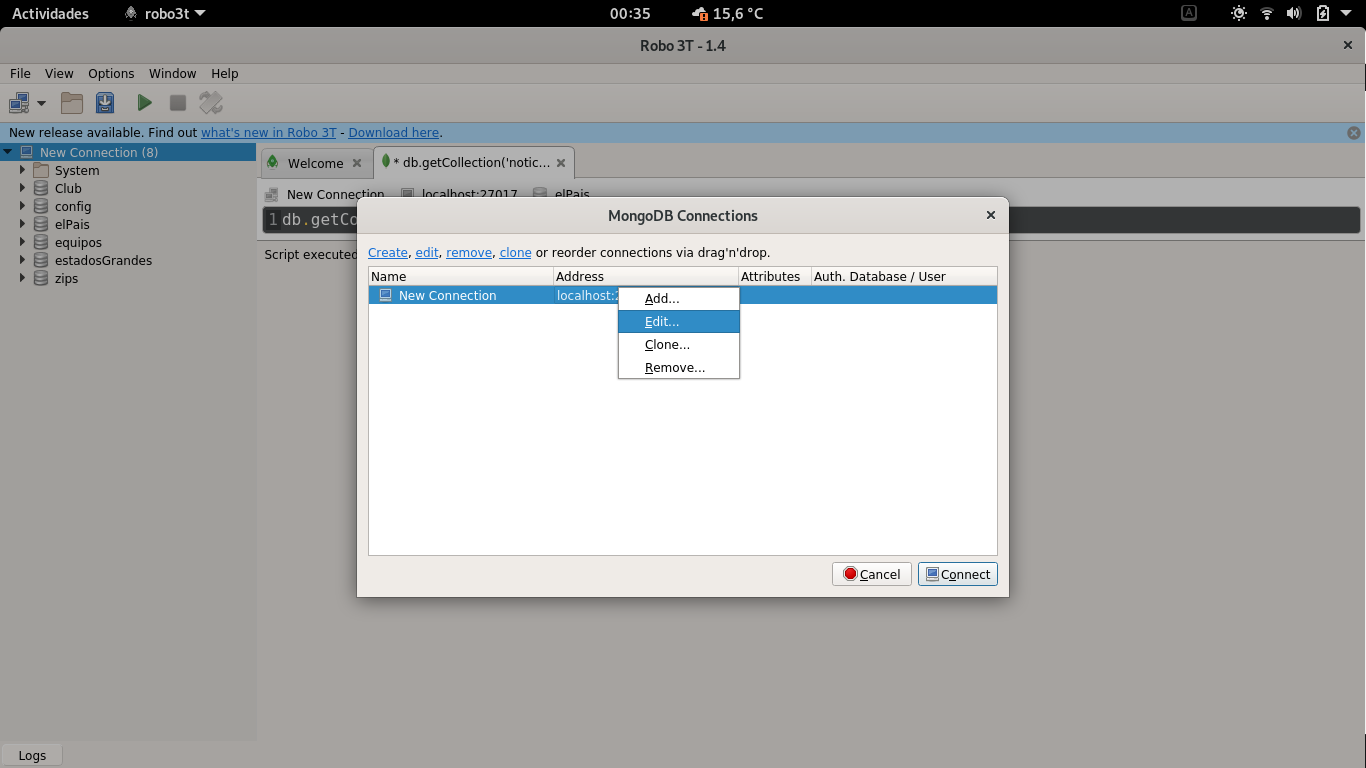 Actividades robo3t 00:35 15,6 °C A
Robo 3T - 1.4
File View Options Window Help
New release available. Find out what's new in Robo 3T - Download here.
New Connection (8)
System
Club
config
elPais
equipos
estadosGrandes
zips
Welcome * db.getCollection('notic...
New Connection localhost:27017 elPais
1 db.getCo
Script executed
MongoDB Connections
Create, edit, remove, clone or reorder connections via drag'n'drop.
Name Address Attributes Auth. Database / User
New Connection localhost:2
Add...
Edit...
Clone...
Remove...
Cancel Connect
Logs